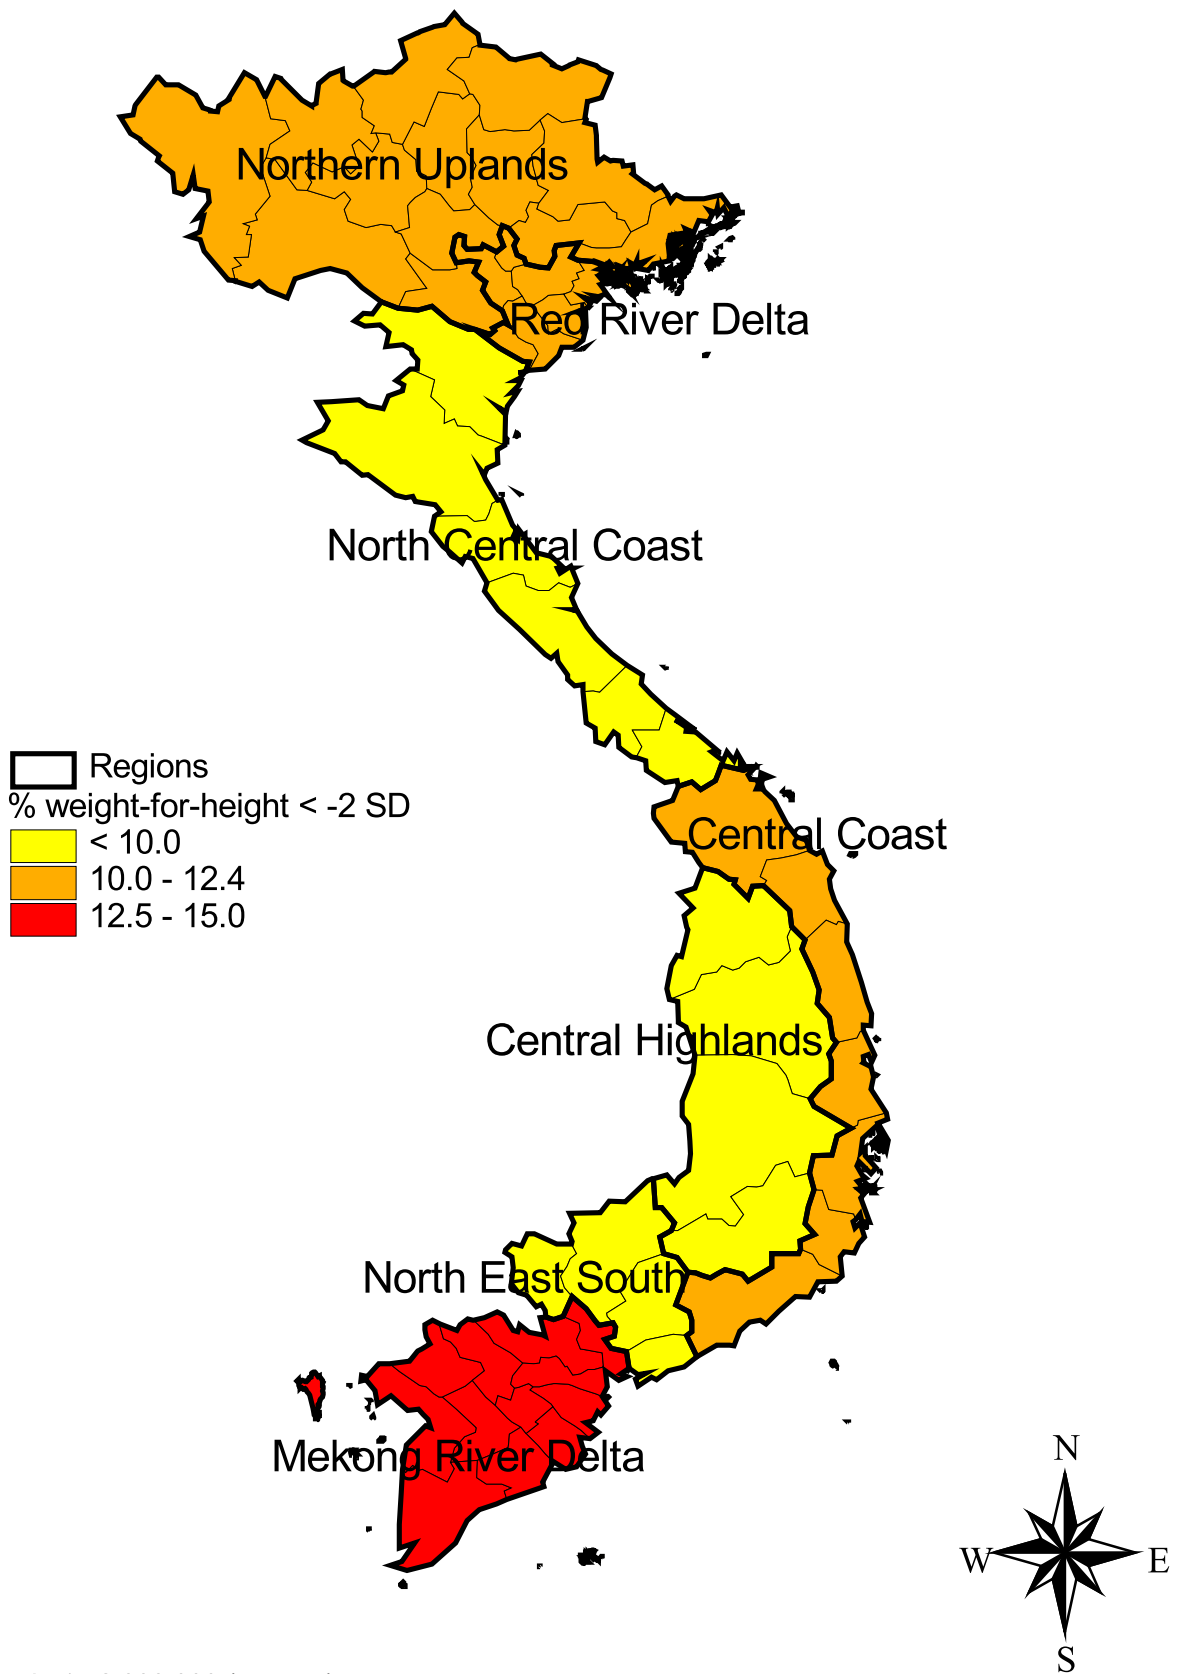 Northern Uplands
Red River Delta
North Central Coast
Regions
% weight-for-height < -2 SD
< 10.0
10.0 - 12.4
12.5 - 15.0
Central Coast
Central Highlands
North East South
Mekong River Delta
N
W E
S